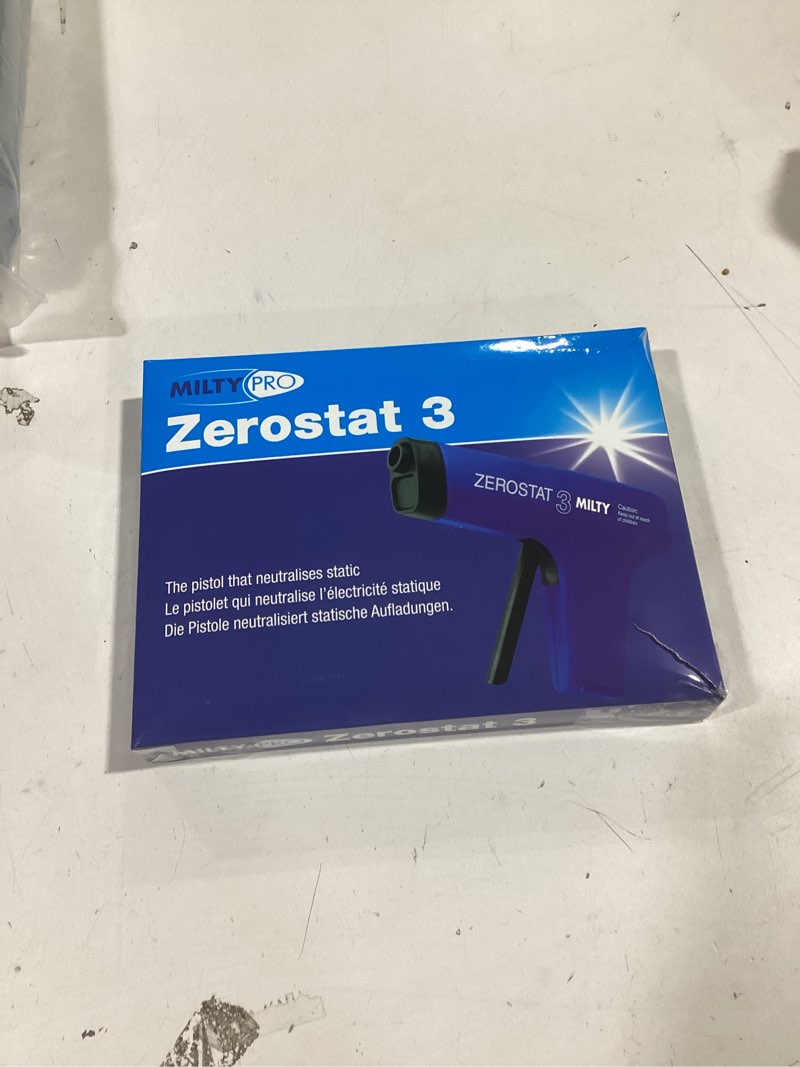 MILTY PRO
Zerostat 3
ZEROSTAT 3 MILTY
Caution:
Keep out of reach
of children
The pistol that neutralises static
Le pistolet qui neutralise l'électricité statique
Die Pistole neutralisiert statische Aufladungen.
MILTY PRO Zerostat 3